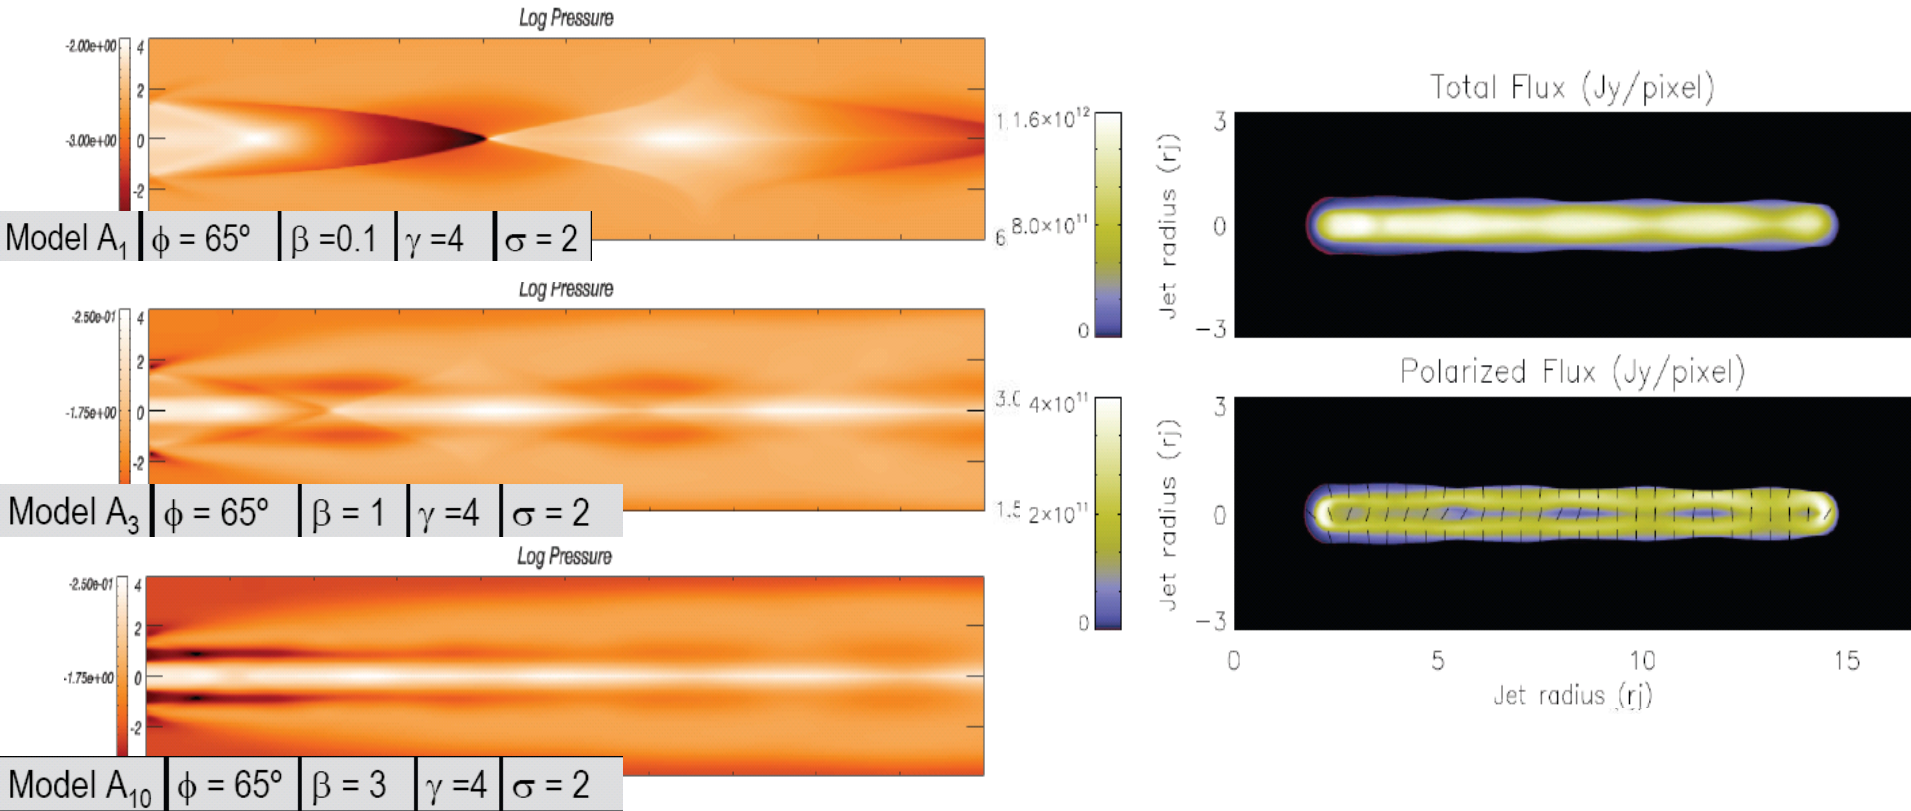 Log Pressure
-2.00e+00
-3.00e+00
4
2
0
-2
Model A₁ ϕ = 65º β =0.1 γ =4 σ = 2
Log Pressure
-2.50e-01
-1.75e+00
4
2
0
-2
Model A₃ ϕ = 65º β = 1 γ =4 σ = 2
Log Pressure
-2.50e-01
-1.75e+00
4
2
0
-2
Model A₁₀ ϕ = 65º β = 3 γ =4 σ = 2
Total Flux (Jy/pixel)
1.6×10¹²
8.0×10¹¹
0
Jet radius (rj)
3
0
-3
Polarized Flux (Jy/pixel)
4×10¹¹
2×10¹¹
0
Jet radius (rj)
3
0
-3
0 5 10 15
Jet radius (rj)